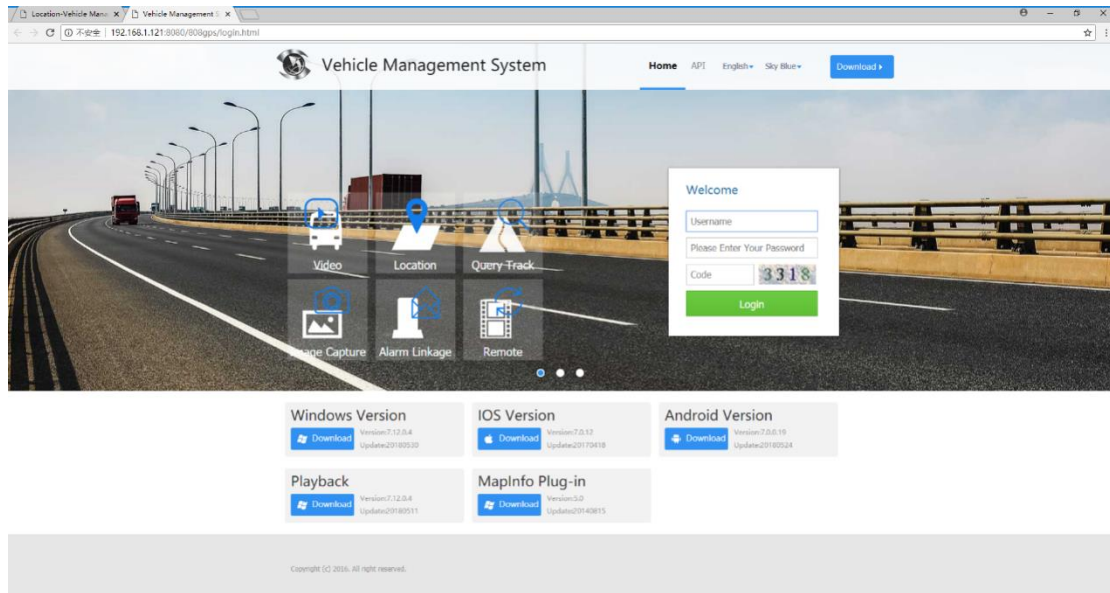 Location-Vehicle Mana
Vehicle Management S
不安全 | 192.168.1.121:8080/808gps/login.html
Vehicle Management System
Home API English Sky Blue Download
Welcome
Username
Please Enter Your Password
Code 3318
Login
Video Location Query Track
Image Capture Alarm Linkage Remote
Windows Version IOS Version Android Version
Download Version:7.12.0.4 Download Version:7.0.12 Download Version:7.0.0.19
Update:20180530 Update:20170418 Update:20180524
Playback MapInfo Plug-in
Download Version:7.12.0.4 Download Version:5.0
Update:20180511 Update:20140815
Copyright (c) 2016. All right reserved.